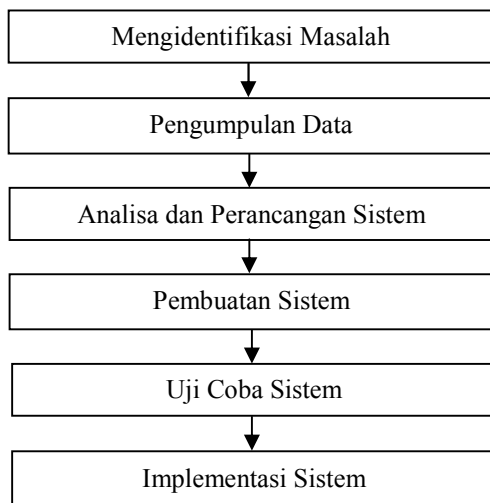 Mengidentifikasi Masalah
Pengumpulan Data
Analisa dan Perancangan Sistem
Pembuatan Sistem
Uji Coba Sistem
Implementasi Sistem